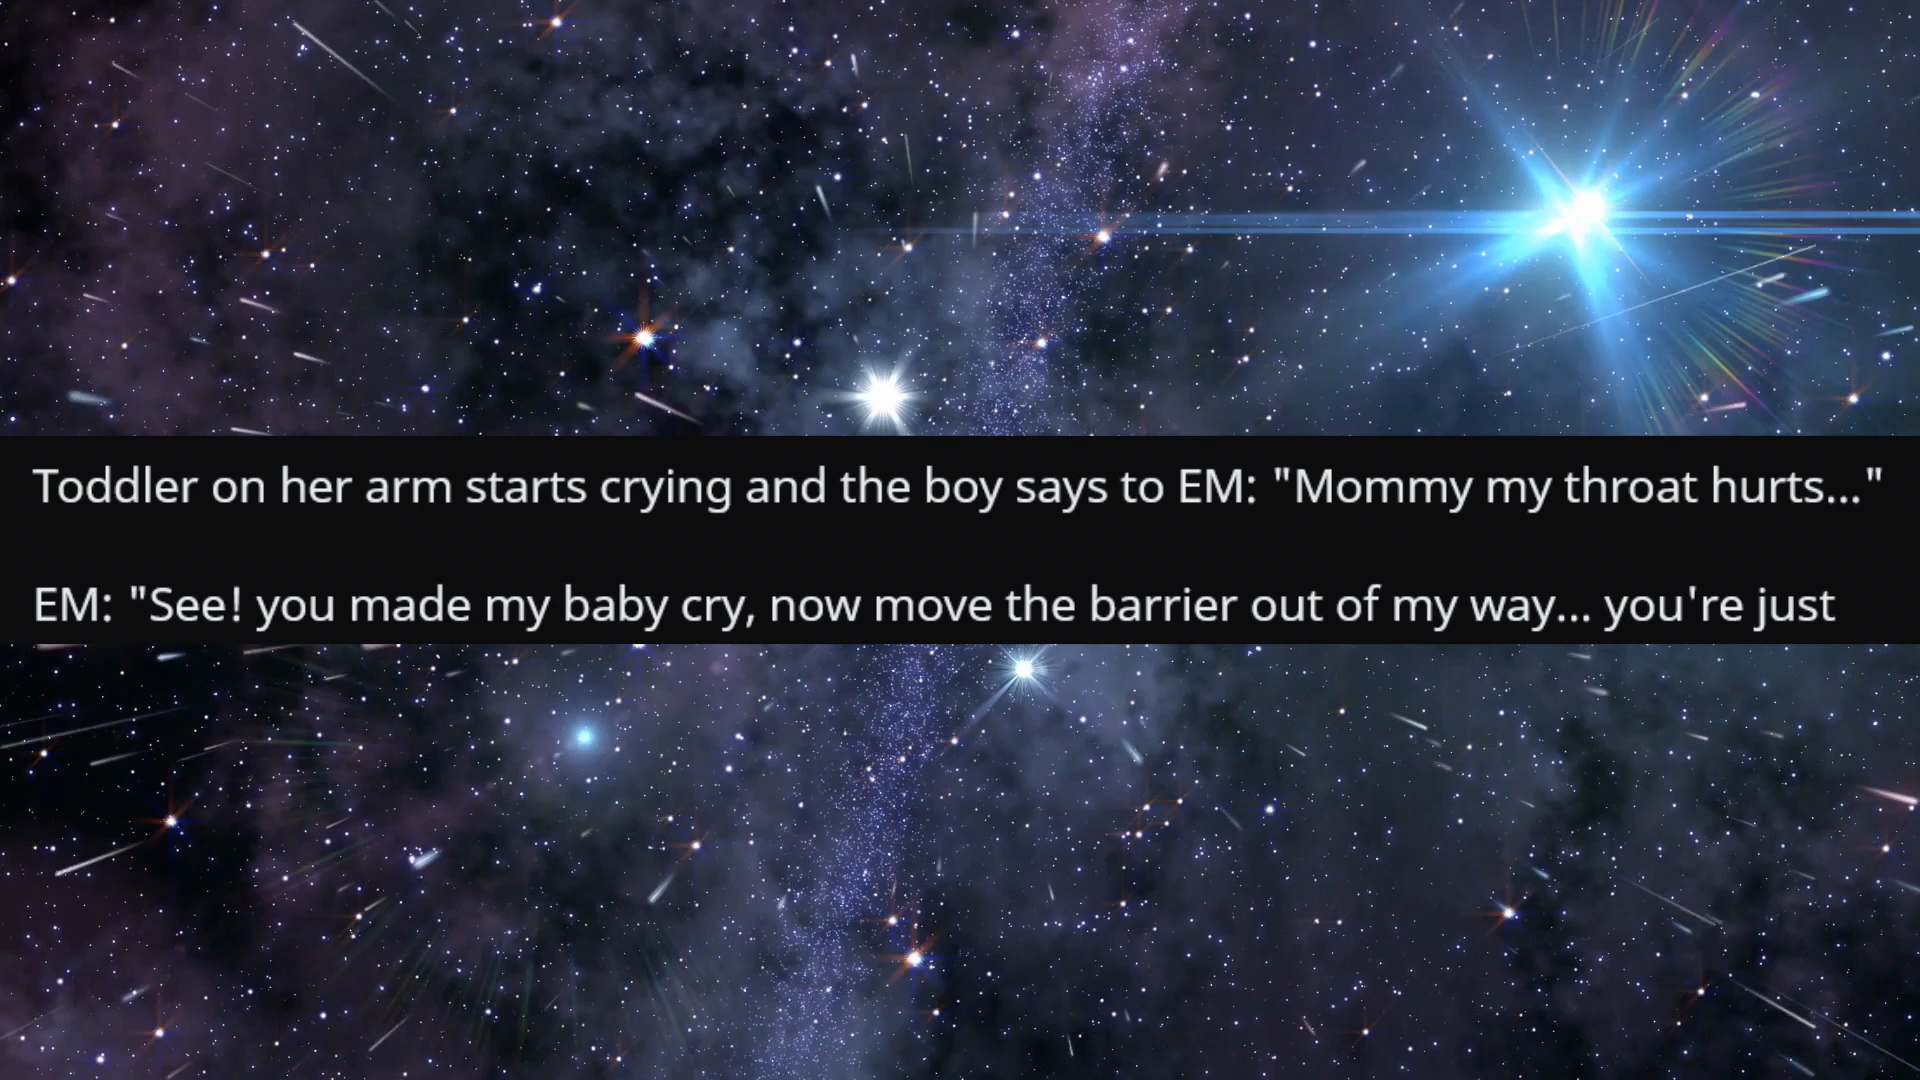 Toddler on her arm starts crying and the boy says to EM: "Mommy my throat hurts..."
EM: "See! you made my baby cry, now move the barrier out of my way... you're just